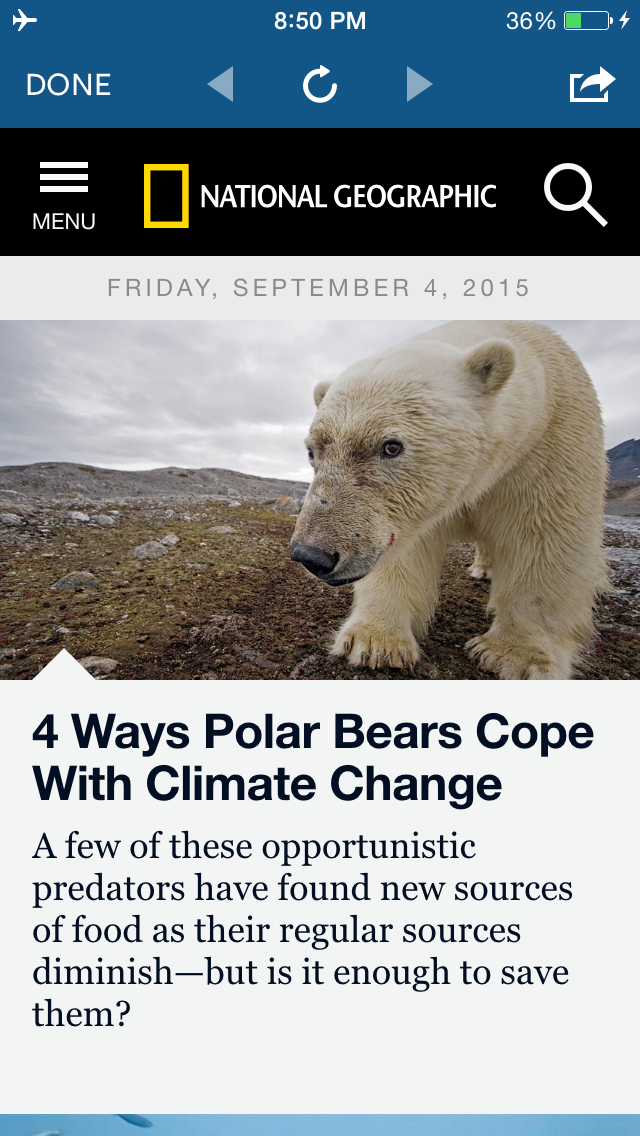 8:50 PM 36%
DONE
MENU NATIONAL GEOGRAPHIC
FRIDAY, SEPTEMBER 4, 2015
4 Ways Polar Bears Cope
With Climate Change
A few of these opportunistic
predators have found new sources
of food as their regular sources
diminish—but is it enough to save
them?